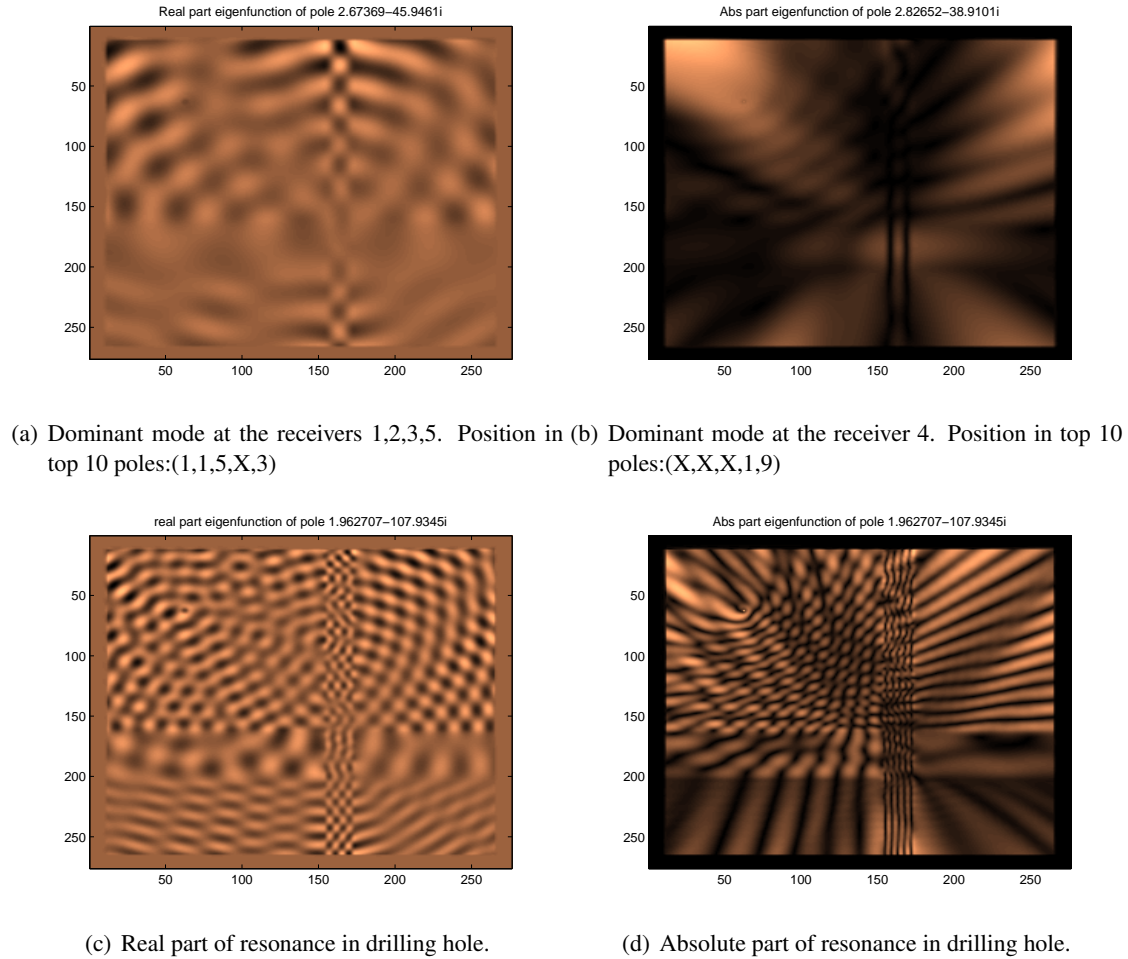 Real part eigenfunction of pole 2.67369−45.9461i
50
100
150
200
250
50 100 150 200 250
Abs part eigenfunction of pole 2.82652−38.9101i
50
100
150
200
250
50 100 150 200 250
(a) Dominant mode at the receivers 1,2,3,5. Position in
top 10 poles:(1,1,5,X,3)
(b) Dominant mode at the receiver 4. Position in top 10
poles:(X,X,X,1,9)
real part eigenfunction of pole 1.962707−107.9345i
50
100
150
200
250
50 100 150 200 250
Abs part eigenfunction of pole 1.962707−107.9345i
50
100
150
200
250
50 100 150 200 250
(c) Real part of resonance in drilling hole.
(d) Absolute part of resonance in drilling hole.